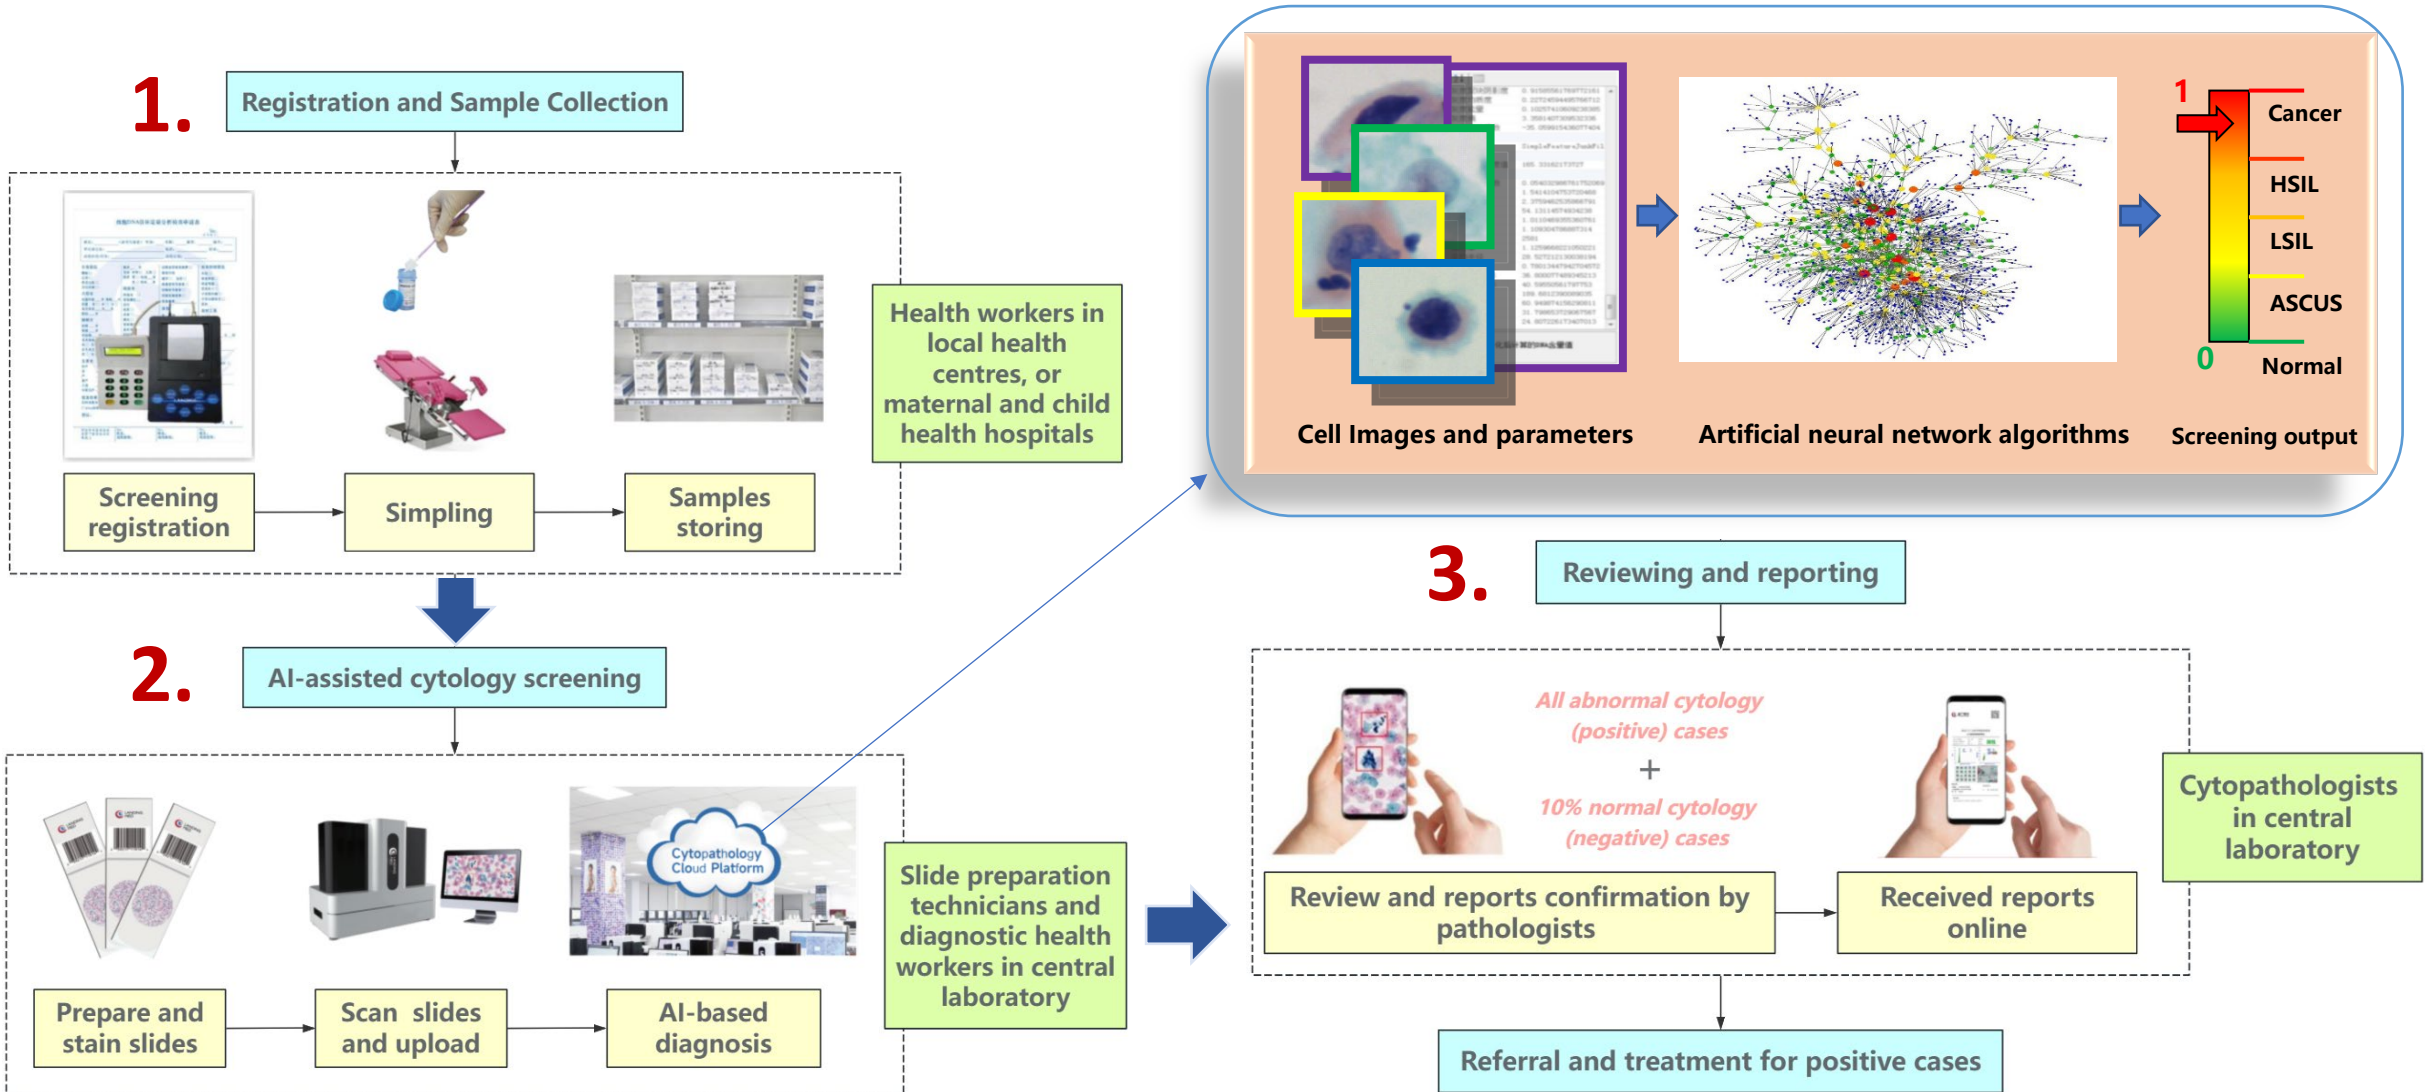 1.
Registration and Sample Collection
Screening
registration
Simpling
Samples
storing
Health workers in
local health
centres, or
maternal and child
health hospitals
2.
AI-assisted cytology screening
Cytopathology
Cloud Platform
Prepare and
stain slides
Scan slides
and upload
AI-based
diagnosis
Slide preparation
technicians and
diagnostic health
workers in central
laboratory
Cell Images and parameters
Artificial neural network algorithms
1
0
Cancer
HSIL
LSIL
ASCUS
Normal
Screening output
3.
Reviewing and reporting
All abnormal cytology
(positive) cases
+
10% normal cytology
(negative) cases
Review and reports confirmation by
pathologists
Received reports
online
Cytopathologists
in central
laboratory
Referral and treatment for positive cases